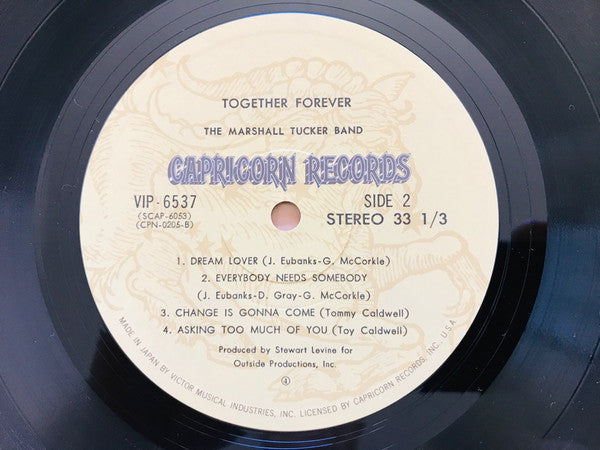 TOGETHER FOREVER
THE MARSHALL TUCKER BAND
CAPRICORN RECORDS
VIP-6537
(SCAP-6053)
(CPN-0205-B)
SIDE 2
STEREO 33 1/3
1. DREAM LOVER (J. Eubanks-G. McCorkle)
2. EVERYBODY NEEDS SOMEBODY
(J. Eubanks-D. Gray-G. McCorkle)
3. CHANGE IS GONNA COME (Tommy Caldwell)
4. ASKING TOO MUCH OF YOU (Toy Caldwell)
Produced by Stewart Levine for
Outside Productions, Inc.
④
MADE IN JAPAN BY VICTOR MUSICAL INDUSTRIES, INC. LICENSED BY CAPRICORN RECORDS, INC. U.S.A.